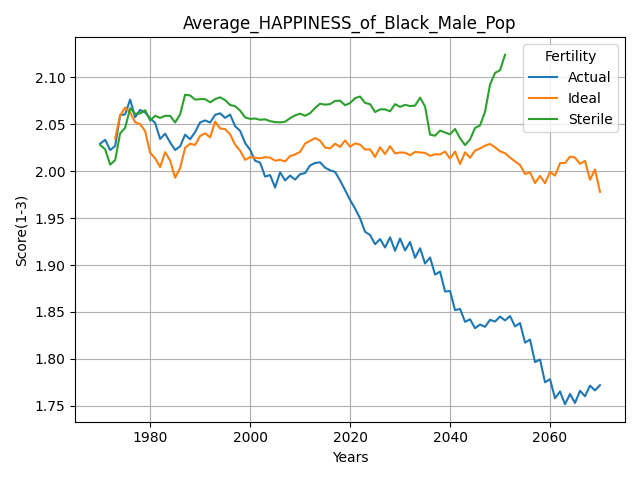 Average_HAPPINESS_of_Black_Male_Pop
Fertility
Actual
Ideal
Sterile
Score(1-3)
2.10
2.05
2.00
1.95
1.90
1.85
1.80
1.75
1980 2000 2020 2040 2060
Years